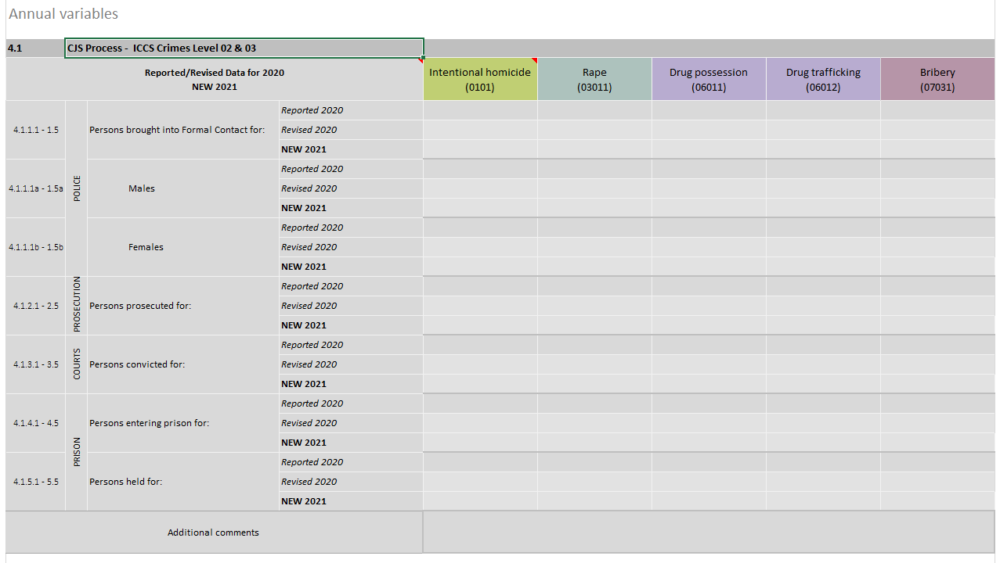 Annual variables
4.1 CJS Process - ICCS Crimes Level 02 & 03
Reported/Revised Data for 2020
NEW 2021
Intentional homicide
(0101)
Rape
(03011)
Drug possession
(06011)
Drug trafficking
(06012)
Bribery
(07031)
POLICE
4.1.1.1 - 1.5
Persons brought into Formal Contact for:
Reported 2020
Revised 2020
NEW 2021
4.1.1.1a - 1.5a
Males
Reported 2020
Revised 2020
NEW 2021
4.1.1.1b - 1.5b
Females
Reported 2020
Revised 2020
NEW 2021
PROSECUTION
4.1.2.1 - 2.5
Persons prosecuted for:
Reported 2020
Revised 2020
NEW 2021
COURTS
4.1.3.1 - 3.5
Persons convicted for:
Reported 2020
Revised 2020
NEW 2021
PRISON
4.1.4.1 - 4.5
Persons entering prison for:
Reported 2020
Revised 2020
NEW 2021
4.1.5.1 - 5.5
Persons held for:
Reported 2020
Revised 2020
NEW 2021
Additional comments